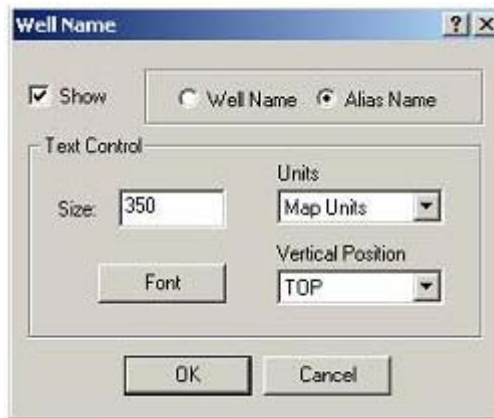 Well Name
Show Well Name Alias Name
Text Control
Units
Size: 350 Map Units
Vertical Position
Font TOP
OK Cancel